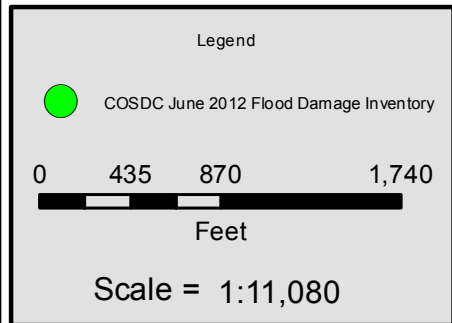 Legend
COSDC June 2012 Flood Damage Inventory
0 435 870 1,740
Feet
Scale = 1:11,080